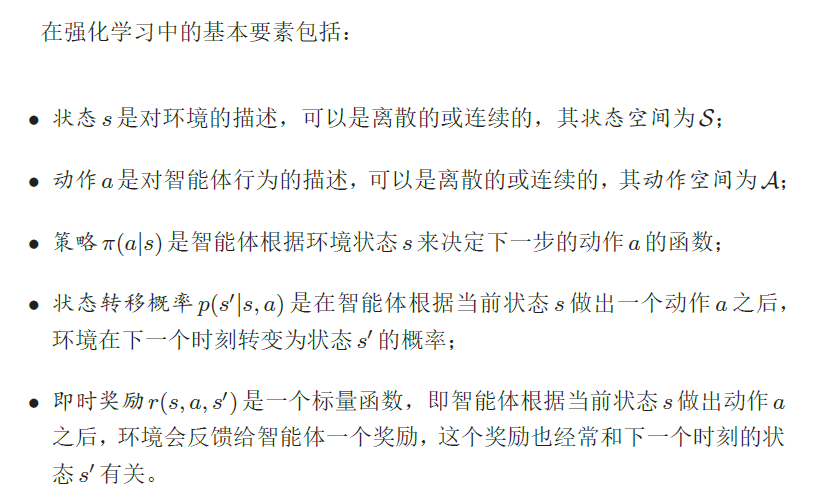 在强化学习中的基本要素包括：
• 状态 s 是对环境的描述，可以是离散的或连续的，其状态空间为 𝒮；
• 动作 a 是对智能体行为的描述，可以是离散的或连续的，其动作空间为 𝒜；
• 策略 π(a|s) 是智能体根据环境状态 s 来决定下一步的动作 a 的函数；
• 状态转移概率 p(s′|s, a) 是在智能体根据当前状态 s 做出一个动作 a 之后，
环境在下一个时刻转变为状态 s′ 的概率；
• 即时奖励 r(s, a, s′) 是一个标量函数，即智能体根据当前状态 s 做出动作 a
之后，环境会反馈给智能体一个奖励，这个奖励也经常和下一个时刻的状
态 s′ 有关。